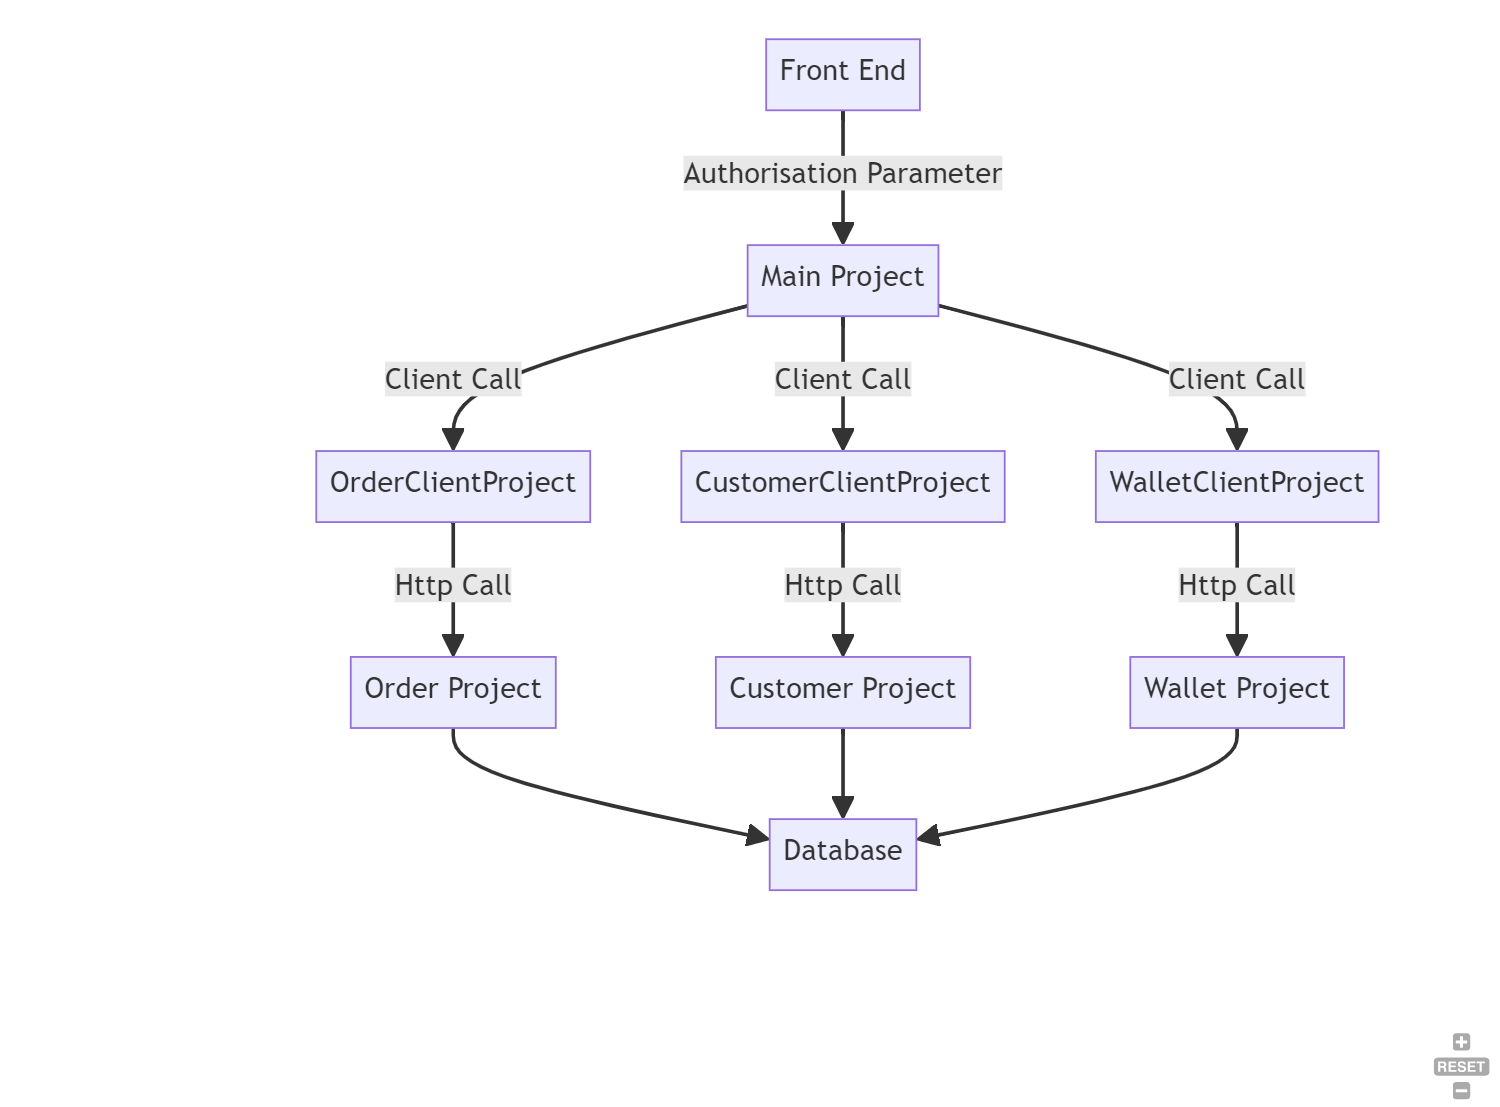 Front End
Authorisation Parameter
Main Project
Client Call
Client Call
Client Call
OrderClientProject
CustomerClientProject
WalletClientProject
Http Call
Http Call
Http Call
Order Project
Customer Project
Wallet Project
Database
RESET